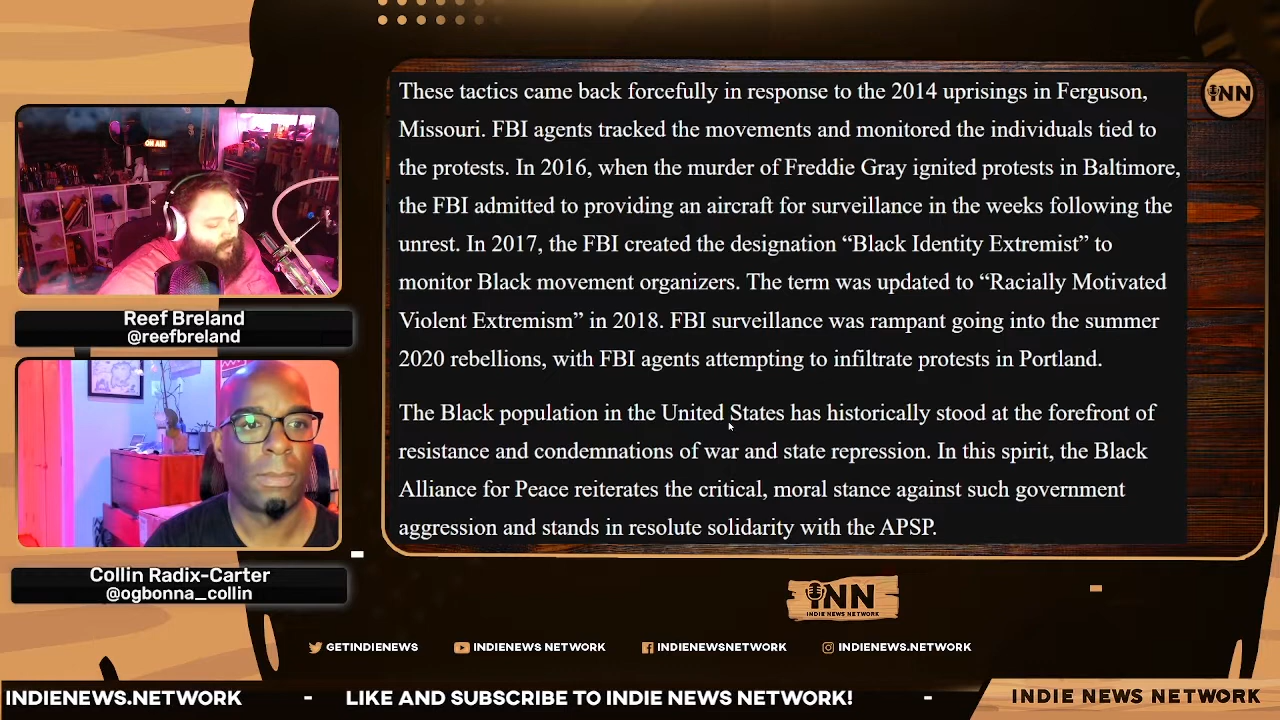 ON AIR
Reef Breland
@reefbreland
Collin Radix-Carter
@ogbonna_collin
These tactics came back forcefully in response to the 2014 uprisings in Ferguson,
Missouri. FBI agents tracked the movements and monitored the individuals tied to
the protests. In 2016, when the murder of Freddie Gray ignited protests in Baltimore,
the FBI admitted to providing an aircraft for surveillance in the weeks following the
unrest. In 2017, the FBI created the designation “Black Identity Extremist” to
monitor Black movement organizers. The term was updated to “Racially Motivated
Violent Extremism” in 2018. FBI surveillance was rampant going into the summer
2020 rebellions, with FBI agents attempting to infiltrate protests in Portland.
The Black population in the United States has historically stood at the forefront of
resistance and condemnations of war and state repression. In this spirit, the Black
Alliance for Peace reiterates the critical, moral stance against such government
aggression and stands in resolute solidarity with the APSP.
INN
INN
INDIE NEWS NETWORK
GETINDIENEWS INDIENEWS NETWORK INDIENEWSNETWORK INDIENEWS.NETWORK
INDIENEWS.NETWORK - LIKE AND SUBSCRIBE TO INDIE NEWS NETWORK! - INDIE NEWS NETWORK